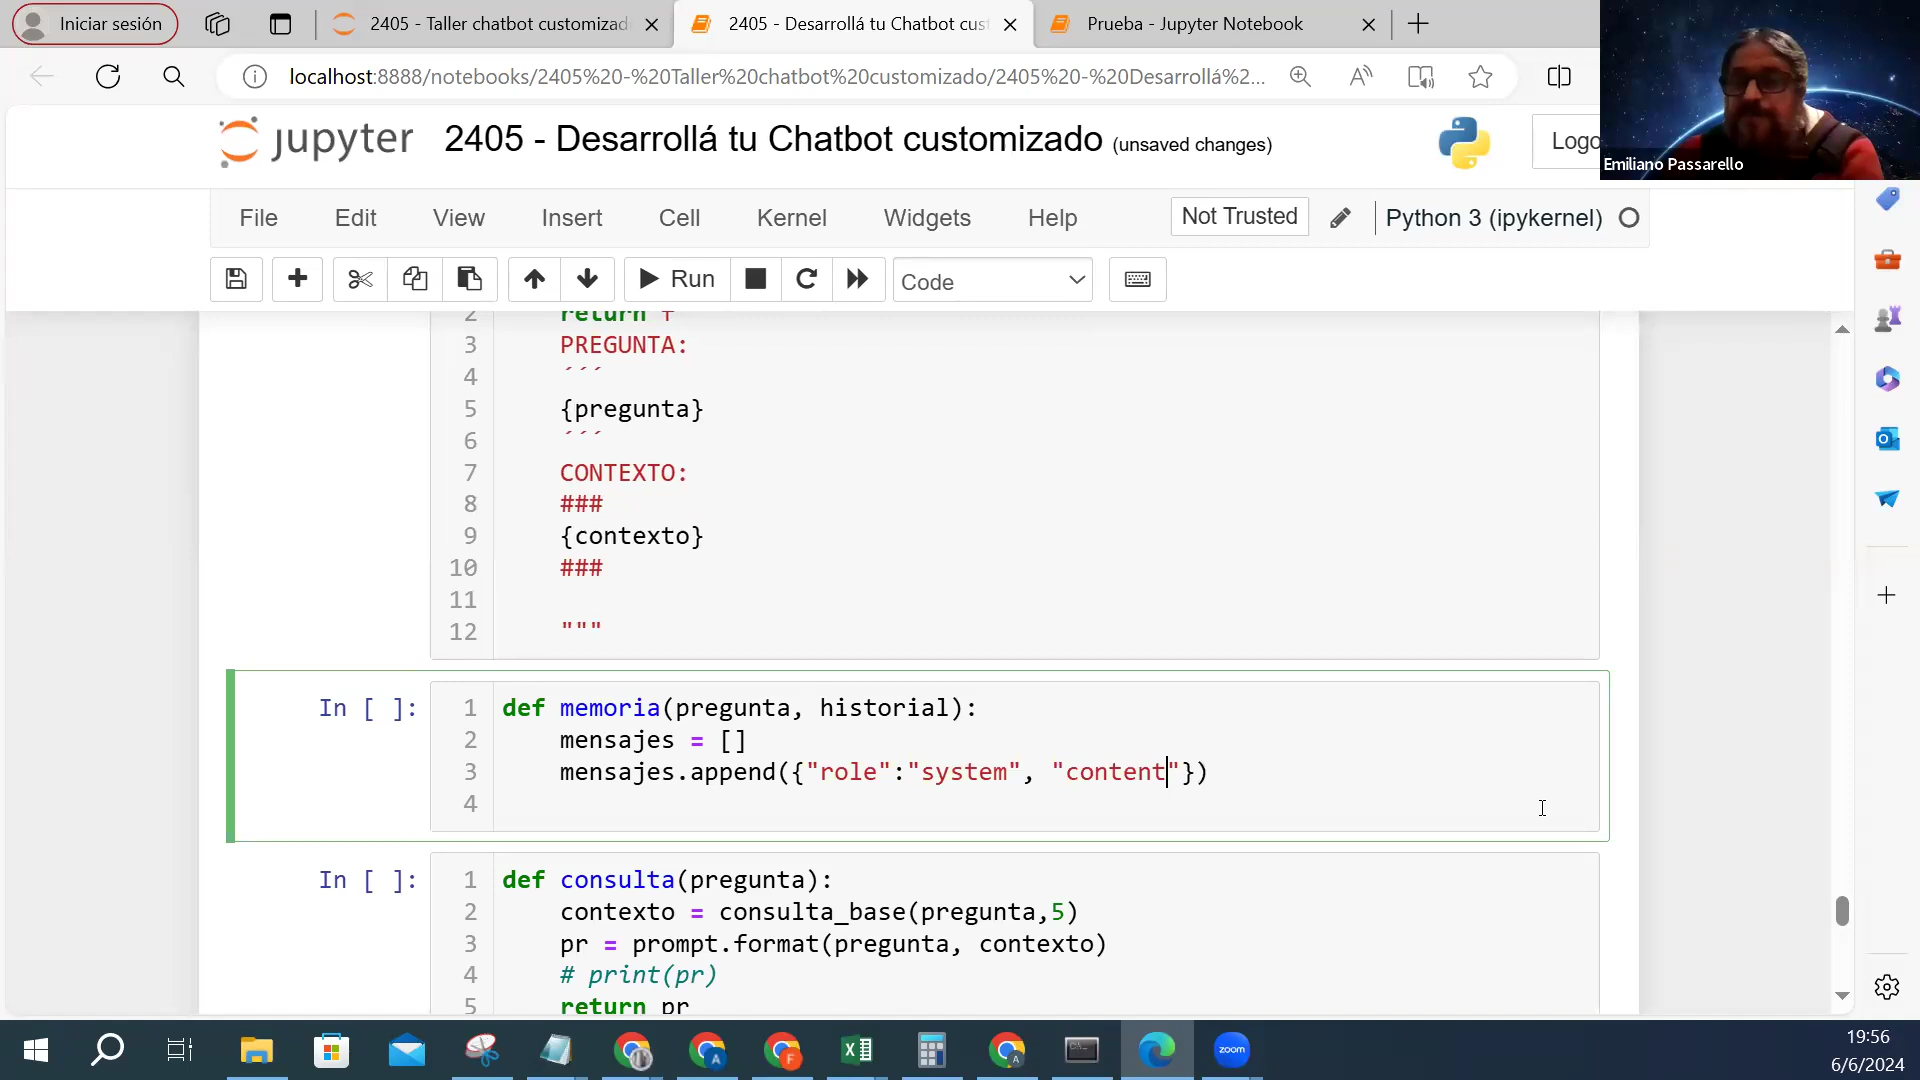 Iniciar sesión
2405 - Taller chatbot customizad
2405 - Desarrollá tu Chatbot cust
Prueba - Jupyter Notebook
localhost:8888/notebooks/2405%20-%20Taller%20chatbot%20customizado/2405%20-%20Desarrollá%2...
jupyter 2405 - Desarrollá tu Chatbot customizado (unsaved changes)
Logo
Emiliano Passarello
File Edit View Insert Cell Kernel Widgets Help Not Trusted Python 3 (ipykernel)
Run Code
2 return f
3 PREGUNTA:
4 ´´´
5 {pregunta}
6 ´´´
7 CONTEXTO:
8 ###
9 {contexto}
10 ###
11
12 """
In [ ]: 1 def memoria(pregunta, historial):
2 mensajes = []
3 mensajes.append({"role":"system", "content"})
4
In [ ]: 1 def consulta(pregunta):
2 contexto = consulta_base(pregunta,5)
3 pr = prompt.format(pregunta, contexto)
4 # print(pr)
5 return pr
zoom
19:56
6/6/2024